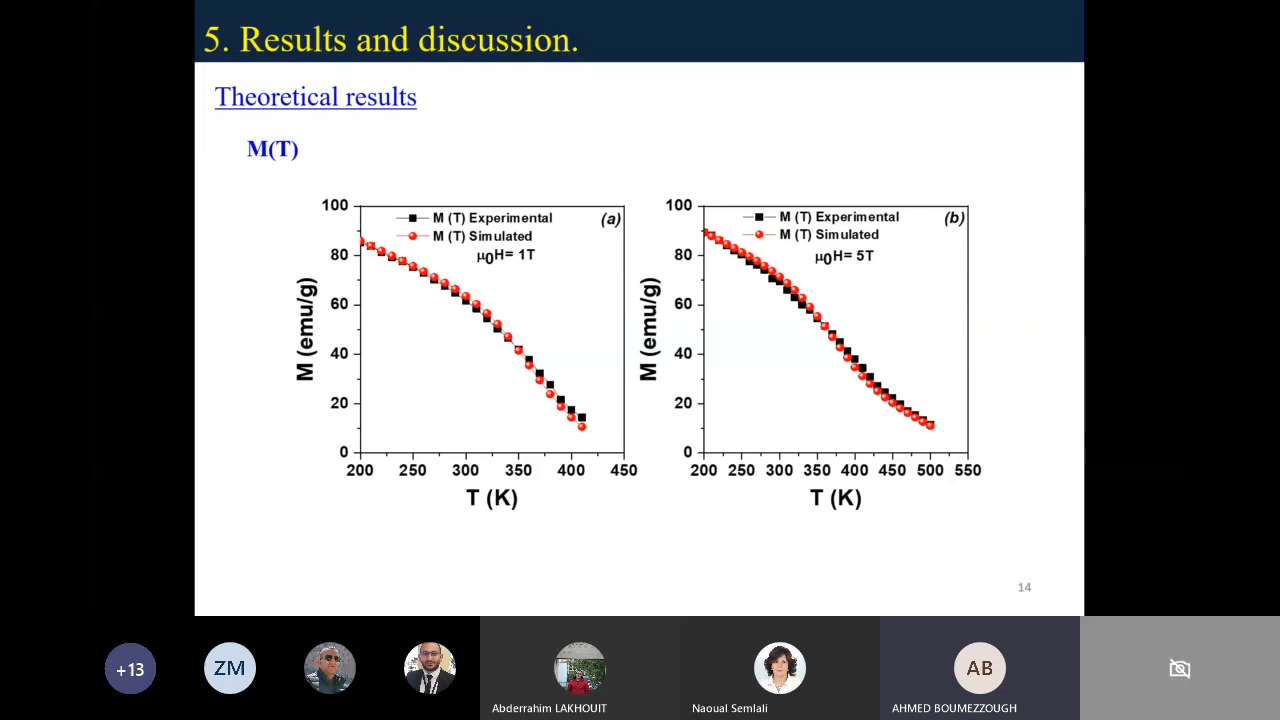 5. Results and discussion.
Theoretical results
M(T)
M (T) Experimental
M (T) Simulated
(a)
μ0H= 1T
100
80
60
40
20
0
M (emu/g)
200 250 300 350 400 450
T (K)
M (T) Experimental
M (T) Simulated
(b)
μ0H= 5T
100
80
60
40
20
0
M (emu/g)
200 250 300 350 400 450 500 550
T (K)
14
+13
ZM
AB
Abderrahim LAKHOUIT
Naoual Semlali
AHMED BOUMEZZOUGH